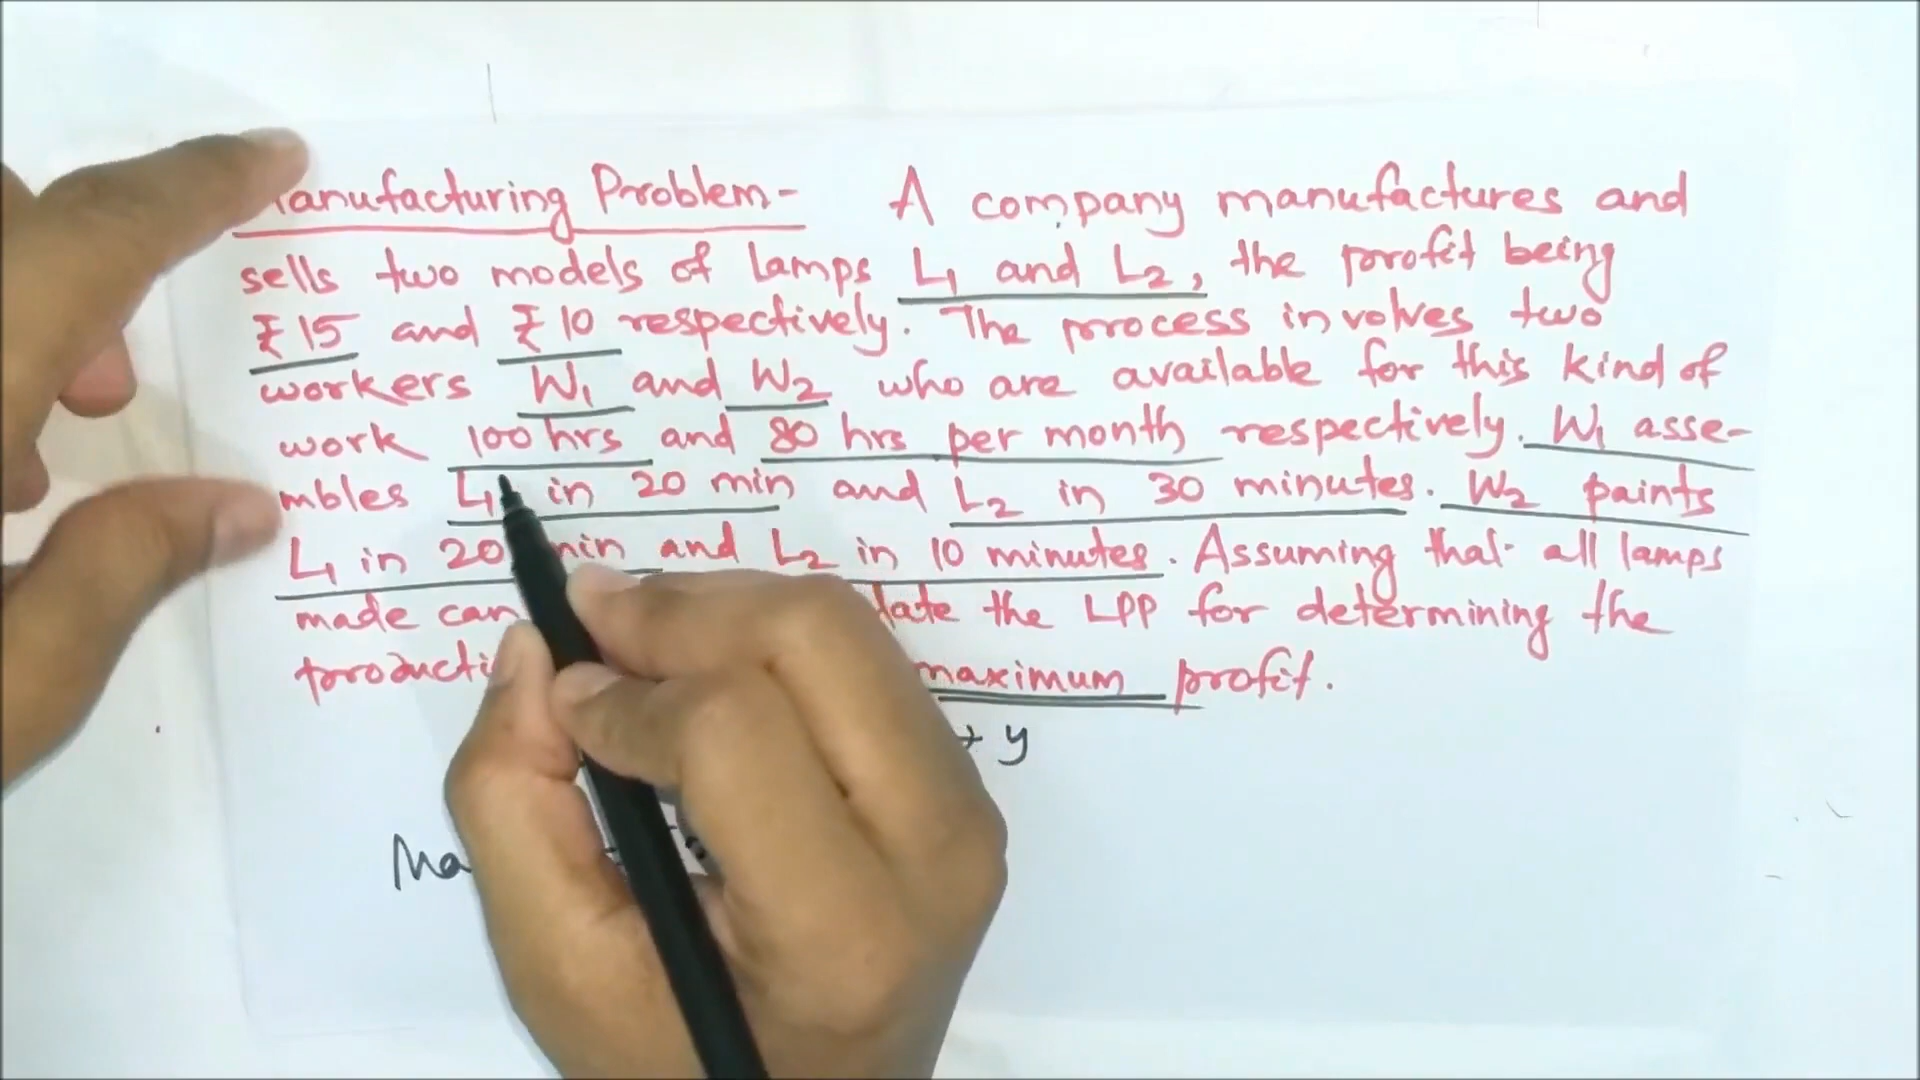 anufacturing Problem- A company manufactures and
sells two models of lamps L1 and L2, the profit being
₹15 and ₹10 respectively. The process involves two
workers W1 and W2 who are available for this kind of
work 100 hrs and 80 hrs per month respectively. W1 asse-
mbles L1 in 20 min and L2 in 30 minutes. W2 paints
L1 in 20 min and L2 in 10 minutes. Assuming that all lamps
made can late the LPP for determining the
producti maximum profit.
→ y
Ma